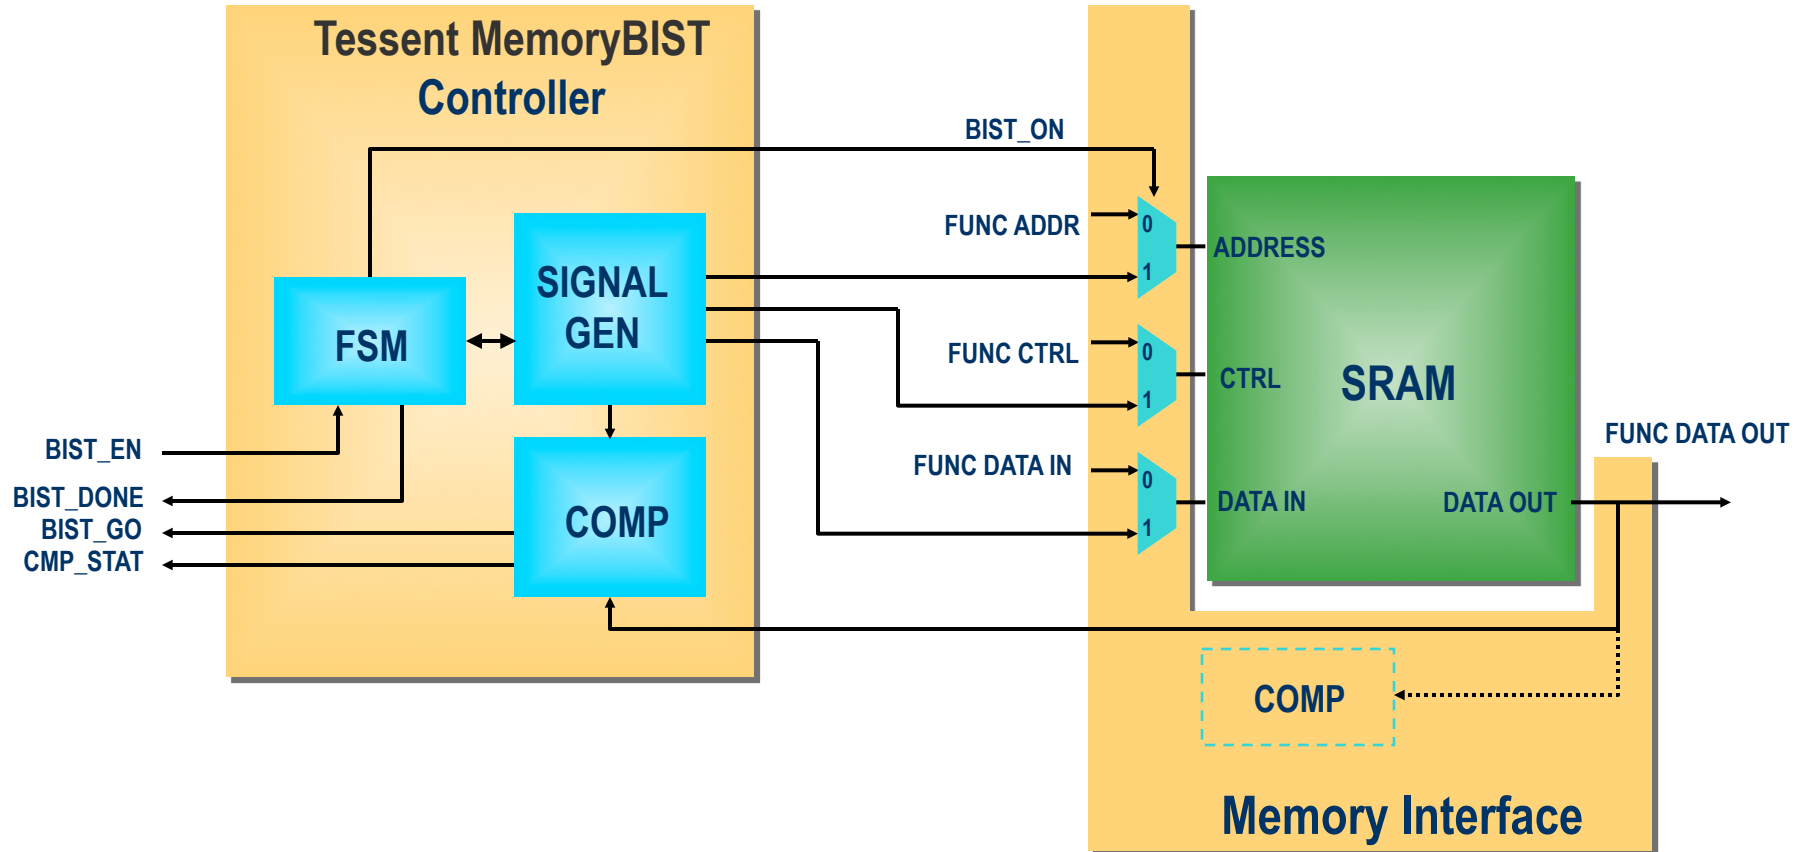 Tessent MemoryBIST
Controller
BIST_ON
FUNC ADDR
0
1
ADDRESS
SIGNAL
GEN
FSM
FUNC CTRL
0
1
CTRL
SRAM
BIST_EN
BIST_DONE
BIST_GO
CMP_STAT
COMP
FUNC DATA IN
0
1
DATA IN
DATA OUT
FUNC DATA OUT
COMP
Memory Interface